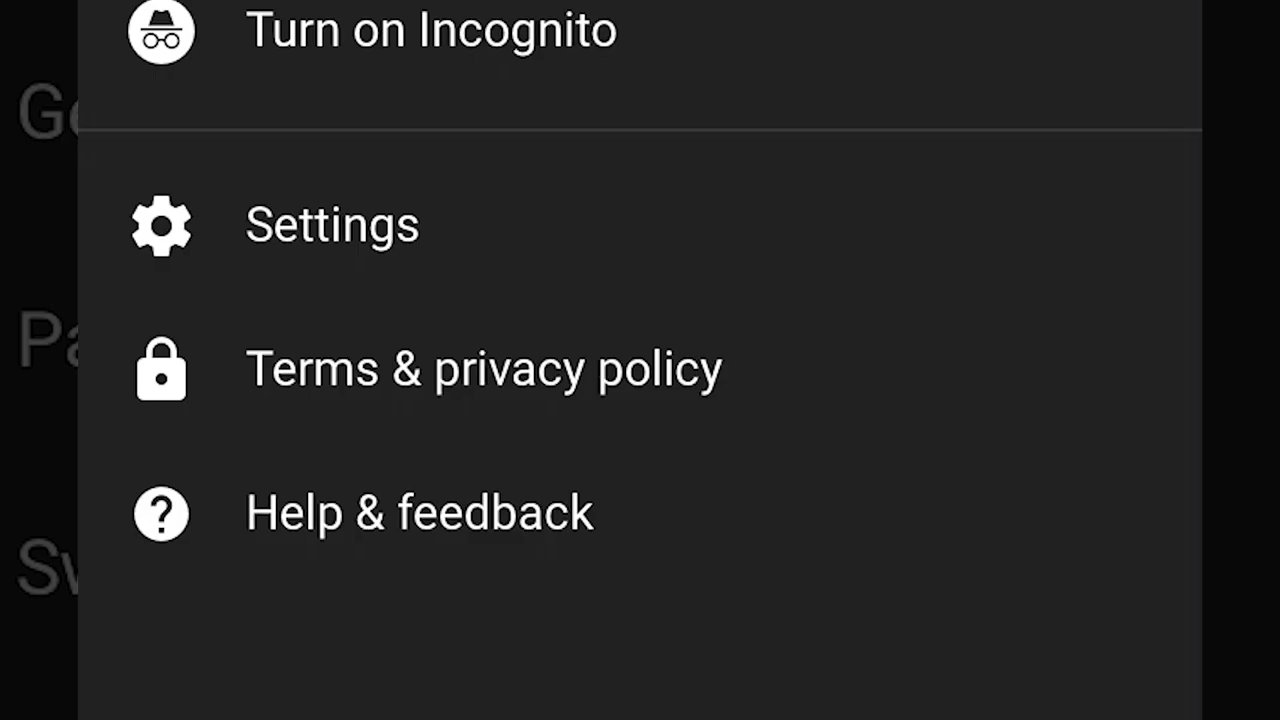 Turn on Incognito
Settings
Terms & privacy policy
Help & feedback